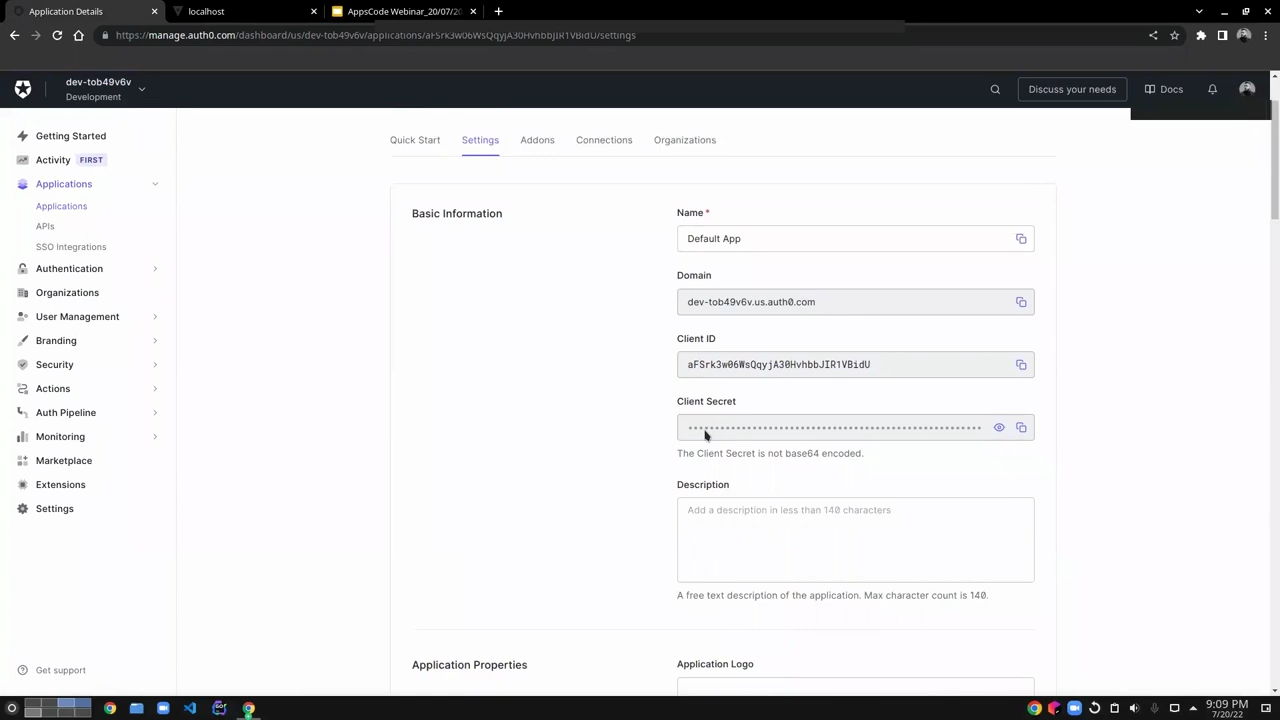 Application Details
localhost
AppsCode Webinar_20/07/20
https://manage.auth0.com/dashboard/us/dev-tob49v6v/applications/aFSrk3w06WsQqyjA30HvhbbJIR1VBidU/settings
dev-tob49v6v
Development
Discuss your needs
Docs
Getting Started
Activity FIRST
Applications
Applications
APIs
SSO Integrations
Authentication
Organizations
User Management
Branding
Security
Actions
Auth Pipeline
Monitoring
Marketplace
Extensions
Settings
Get support
Quick Start Settings Addons Connections Organizations
Basic Information
Name *
Default App
Domain
dev-tob49v6v.us.auth0.com
Client ID
aFSrk3w06WsQqyjA30HvhbbJIR1VBidU
Client Secret
The Client Secret is not base64 encoded.
Description
Add a description in less than 140 characters
A free text description of the application. Max character count is 140.
Application Properties
Application Logo
9:09 PM
7/20/22